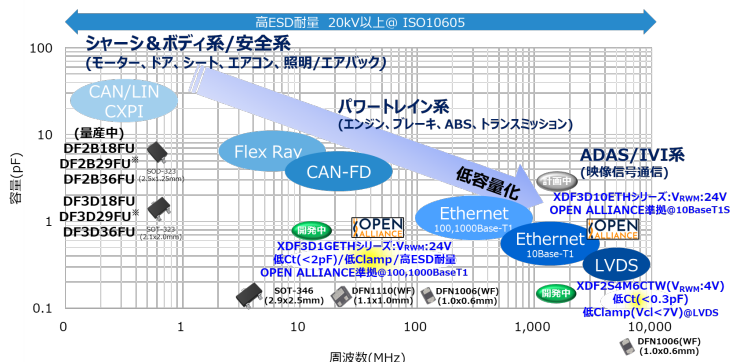 高ESD耐量 20kV以上@ ISO10605
シャーシ＆ボディ系/安全系
(モーター、ドア、シート、エアコン、照明/エアバック)
CAN/LIN
CXPI
(量産中)
DF2B18FU
DF2B29FU※
DF2B36FU
SOD-323
(2.5x1.25mm)
DF3D18FU
DF3D29FU※
DF3D36FU
SOT-323
(2.1x2.0mm)
パワートレイン系
(エンジン、ブレーキ、ABS、トランスミッション)
Flex Ray
CAN-FD
低容量化
ADAS/IVI系
(映像信号通信)
計画中
XDF3D10ETHシリーズ:VRWM:24V
OPEN ALLIANCE準拠@10BaseT1S
Ethernet
100,1000Base-T1
OPEN
ALLIANCE
Ethernet
10Base-T1
LVDS
開発中
OPEN
ALLIANCE
XDF3D1GETHシリーズ:VRWM:24V
低Ct(<2pF)/低Clamp/高ESD耐量
OPEN ALLIANCE準拠@100,1000BaseT1
SOT-346
(2.9x2.5mm)
DFN1110(WF)
(1.1x1.0mm)
DFN1006(WF)
(1.0x0.6mm)
開発中
XDF2S4M6CTW(VRWM:4V)
低Ct(<0.3pF)
低Clamp(Vcl<7V)@LVDS
DFN1006(WF)
(1.0x0.6mm)
容量(pF)
100
10
1
0.1
0
1
10
100
1,000
10,000
周波数(MHz)